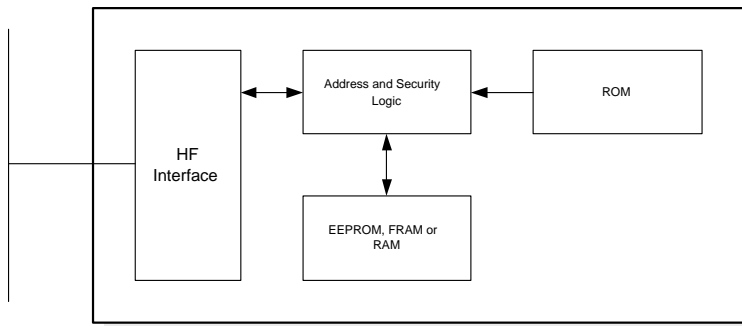 HF
Interface
Address and Security
Logic
ROM
EEPROM, FRAM or
RAM